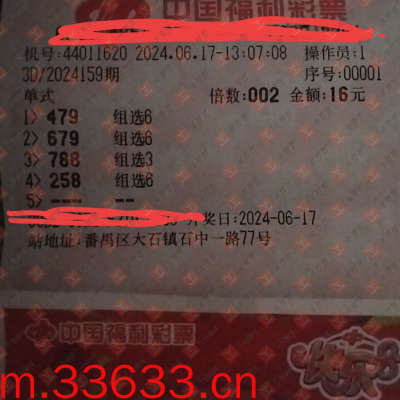 中国福利彩票
机号:44011620 2024.06.17-13:07:08 操作员:1
3D/2024159期 序号:00001
单式 倍数:002 金额:16元
1> 479 组选6
2> 679 组选6
3> 788 组选3
4> 258 组选6
5> --- --
开奖日:2024-06-17
站地址:番禺区大石镇石中一路77号
中国福利彩票
m.33633.cn